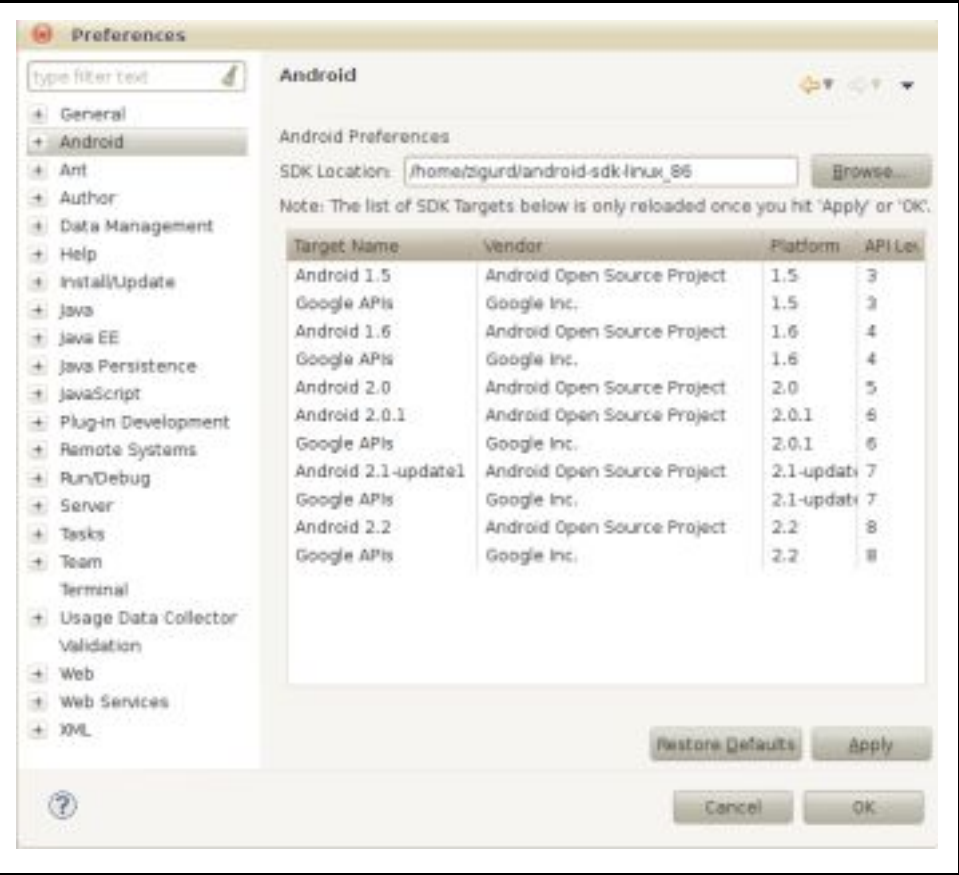 Preferences
type filter text
General
Android
Ant
Author
Data Management
Help
Install/Update
Java
Java EE
Java Persistence
JavaScript
Plug-in Development
Remote Systems
Run/Debug
Server
Tasks
Team
Terminal
Usage Data Collector
Validation
Web
Web Services
XML
Android
Android Preferences
SDK Location: /home/zigurd/android-sdk-linux_86 Browse...
Note: The list of SDK Targets below is only reloaded once you hit 'Apply' or 'OK'.
Target Name Vendor Platform API Lev
Android 1.5 Android Open Source Project 1.5 3
Google APIs Google Inc. 1.5 3
Android 1.6 Android Open Source Project 1.6 4
Google APIs Google Inc. 1.6 4
Android 2.0 Android Open Source Project 2.0 5
Android 2.0.1 Android Open Source Project 2.0.1 6
Google APIs Google Inc. 2.0.1 6
Android 2.1-update1 Android Open Source Project 2.1-updat 7
Google APIs Google Inc. 2.1-updat 7
Android 2.2 Android Open Source Project 2.2 8
Google APIs Google Inc. 2.2 8
Restore Defaults Apply
? Cancel OK